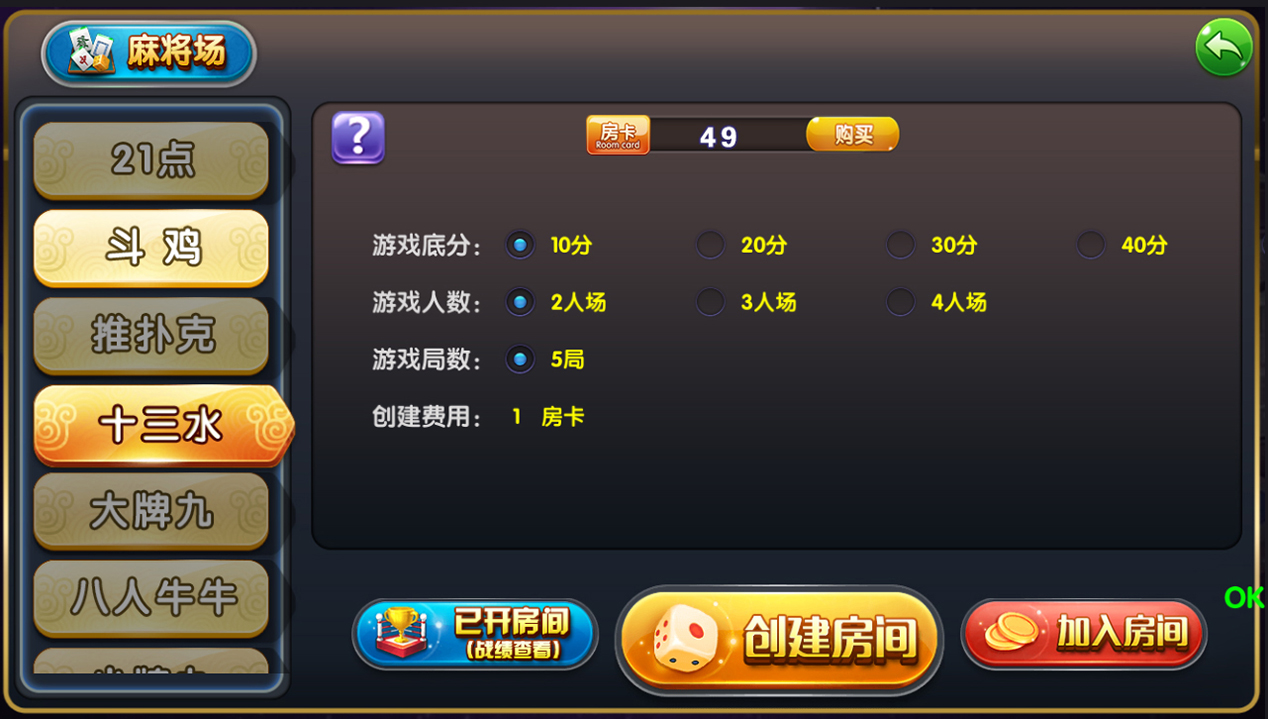 麻将场
21点
斗 鸡
推扑克
十三水
大牌九
八人牛牛
?
房卡
Room card
49
购买
游戏底分: 10分 20分 30分 40分
游戏人数: 2人场 3人场 4人场
游戏局数: 5局
创建费用: 1 房卡
已开房间
(战绩查看)
创建房间
加入房间
OK